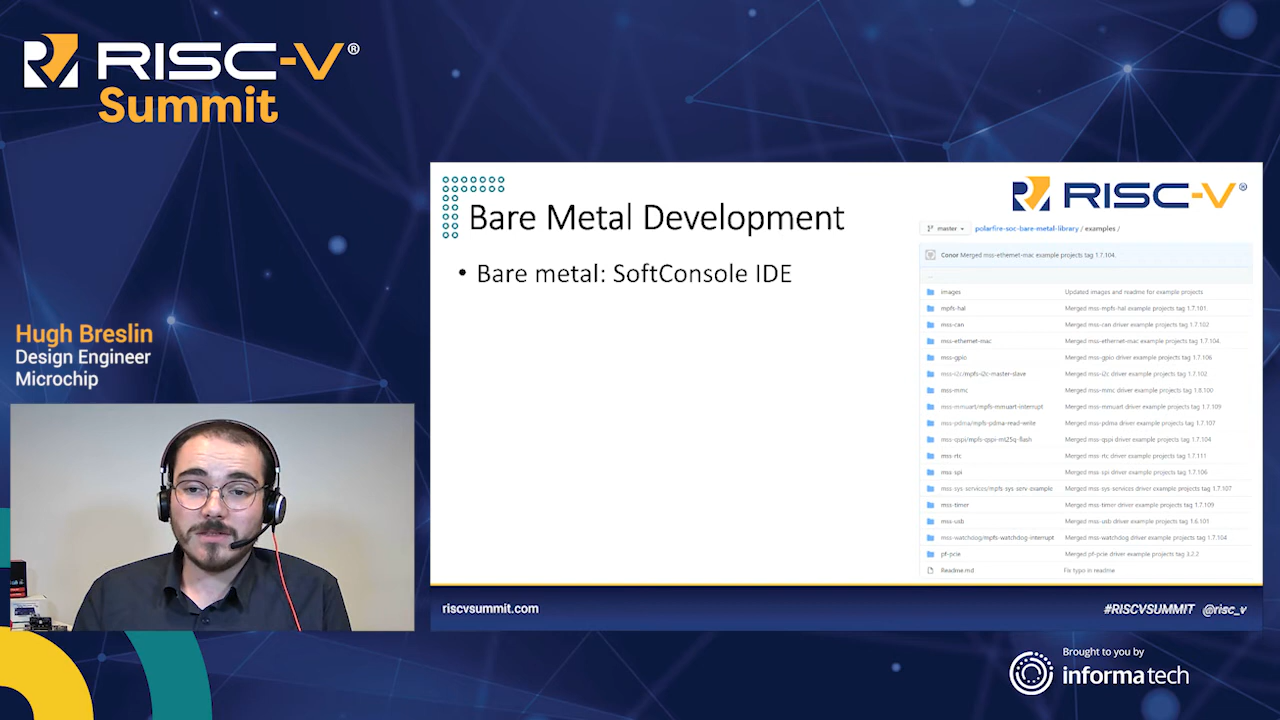 RISC-V®
Summit
Hugh Breslin
Design Engineer
Microchip
RISC-V®
Bare Metal Development
• Bare metal: SoftConsole IDE
master polarfire-soc-bare-metal-library / examples /
Conor Merged mss-ethernet-mac example projects tag 1.7.104.
..
images Updated images and readme for example projects
mpfs-hal Merged mss-mpfs-hal example projects tag 1.7.101.
mss-can Merged mss-can driver example projects tag 1.7.102
mss-ethernet-mac Merged mss-ethernet-mac example projects tag 1.7.104.
mss-gpio Merged mss-gpio driver example projects tag 1.7.106
mss-i2c/mpfs-i2c-master-slave Merged mss-i2c driver example projects tag 1.7.102
mss-mmc Merged mss-mmc driver example projects tag 1.8.100
mss-mmuart/mpfs-mmuart-interrupt Merged mss-mmuart driver example projects tag 1.7.109
mss-pdma/mpfs-pdma-read-write Merged mss-pdma driver example projects tag 1.7.107
mss-qspi/mpfs-qspi-mt25q-flash Merged mss-qspi driver example projects tag 1.7.104
mss-rtc Merged mss-rtc driver example projects tag 1.7.111
mss-spi Merged mss-spi driver example projects tag 1.7.106
mss-sys-services/mpfs-sys-serv-example Merged mss-sys-services driver example projects tag 1.7.107
mss-timer Merged mss-timer driver example projects tag 1.7.109
mss-usb Merged mss-usb driver example projects tag 1.6.101
mss-watchdog/mpfs-watchdog-interrupt Merged mss-watchdog driver example projects tag 1.7.104
pf-pcie Merged pf-pcie driver example projects tag 3.2.2
Readme.md Fix typo in readme
riscvsummit.com
#RISCVSUMMIT @risc_v
Brought to you by
informa tech